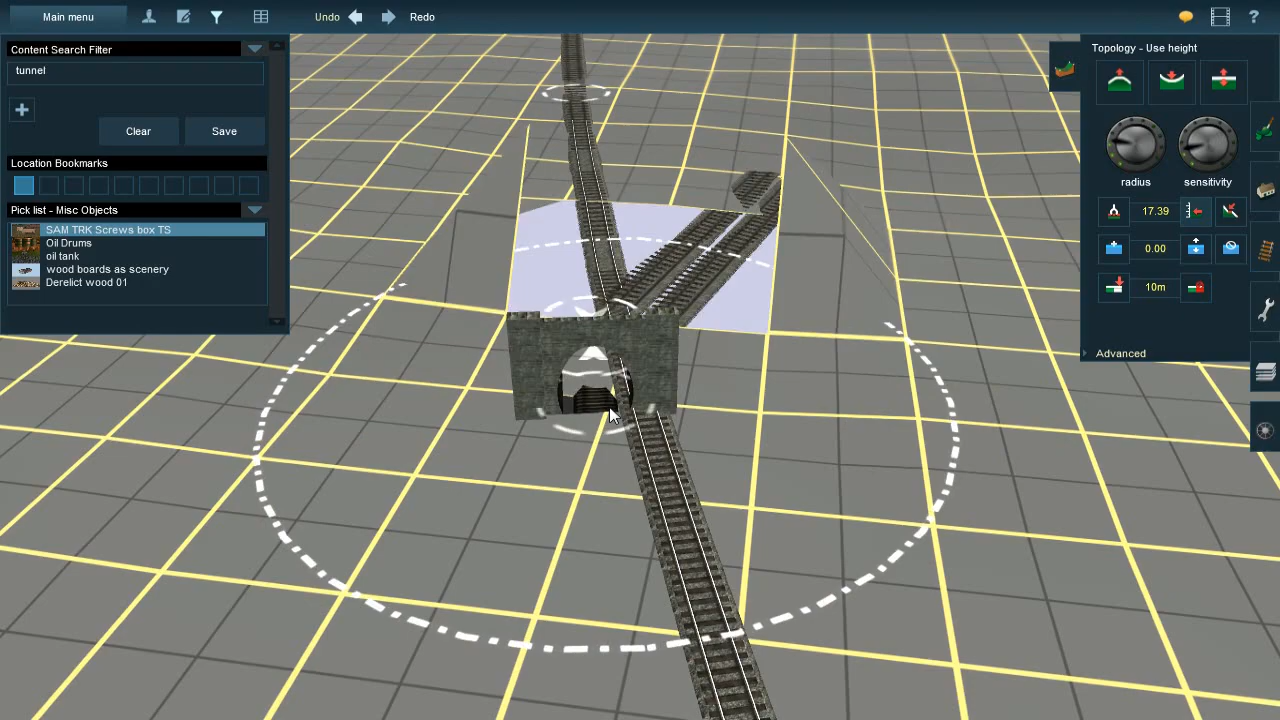 Main menu
Undo
Redo
?
Content Search Filter
tunnel
+
Clear
Save
Location Bookmarks
Pick list - Misc Objects
SAM TRK Screws box TS
Oil Drums
oil tank
wood boards as scenery
Derelict wood 01
Topology - Use height
radius
sensitivity
17.39
0.00
10m
Advanced